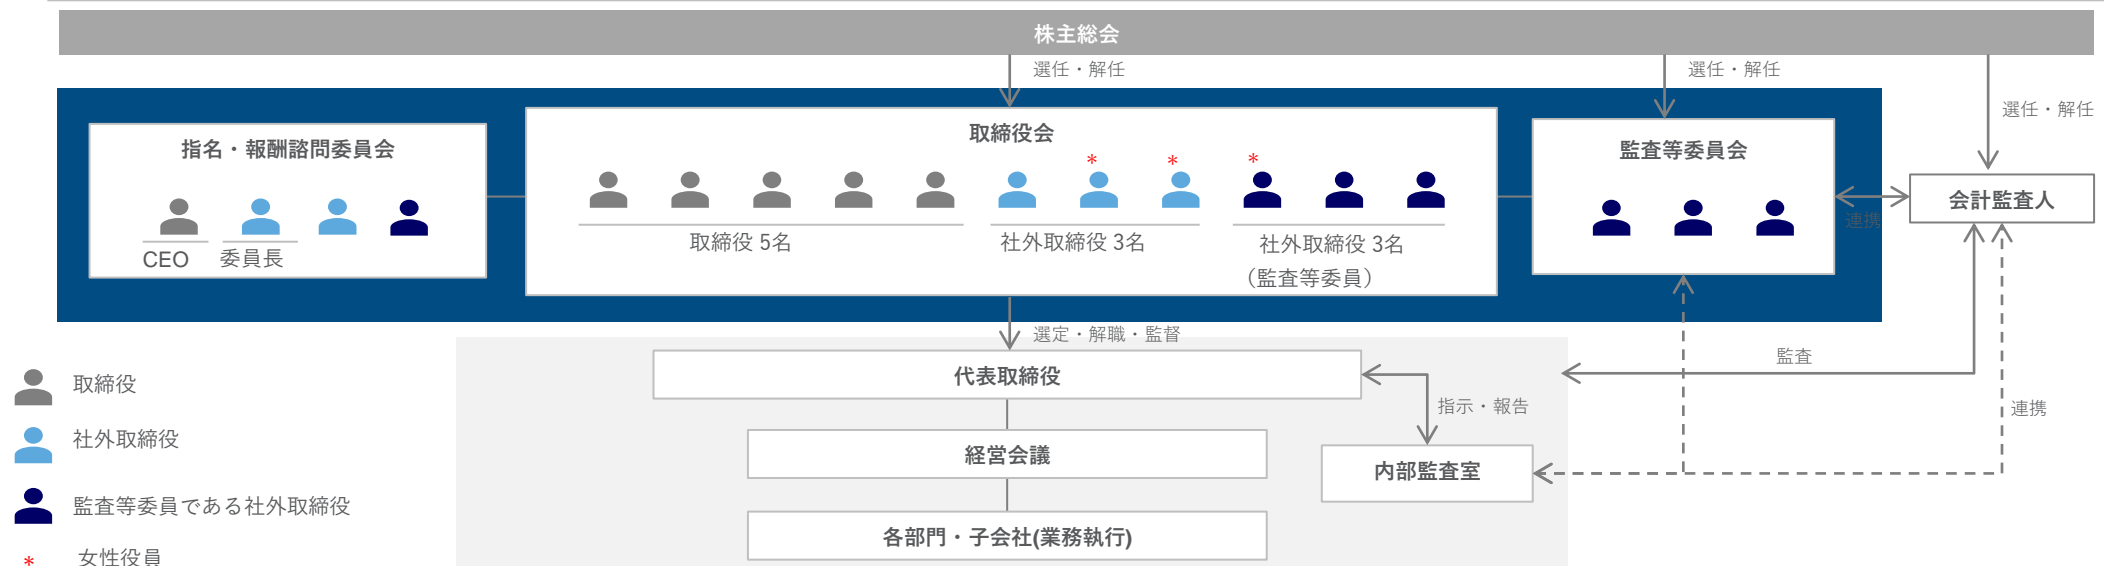 株主総会
選任・解任
選任・解任
選任・解任
指名・報酬諮問委員会
CEO
委員長
取締役会
* * *
取締役 5名
社外取締役 3名
社外取締役 3名
（監査等委員）
監査等委員会
連携
会計監査人
選定・解職・監督
代表取締役
監査
指示・報告
連携
経営会議
内部監査室
各部門・子会社(業務執行)
取締役
社外取締役
監査等委員である社外取締役
* 女性役員